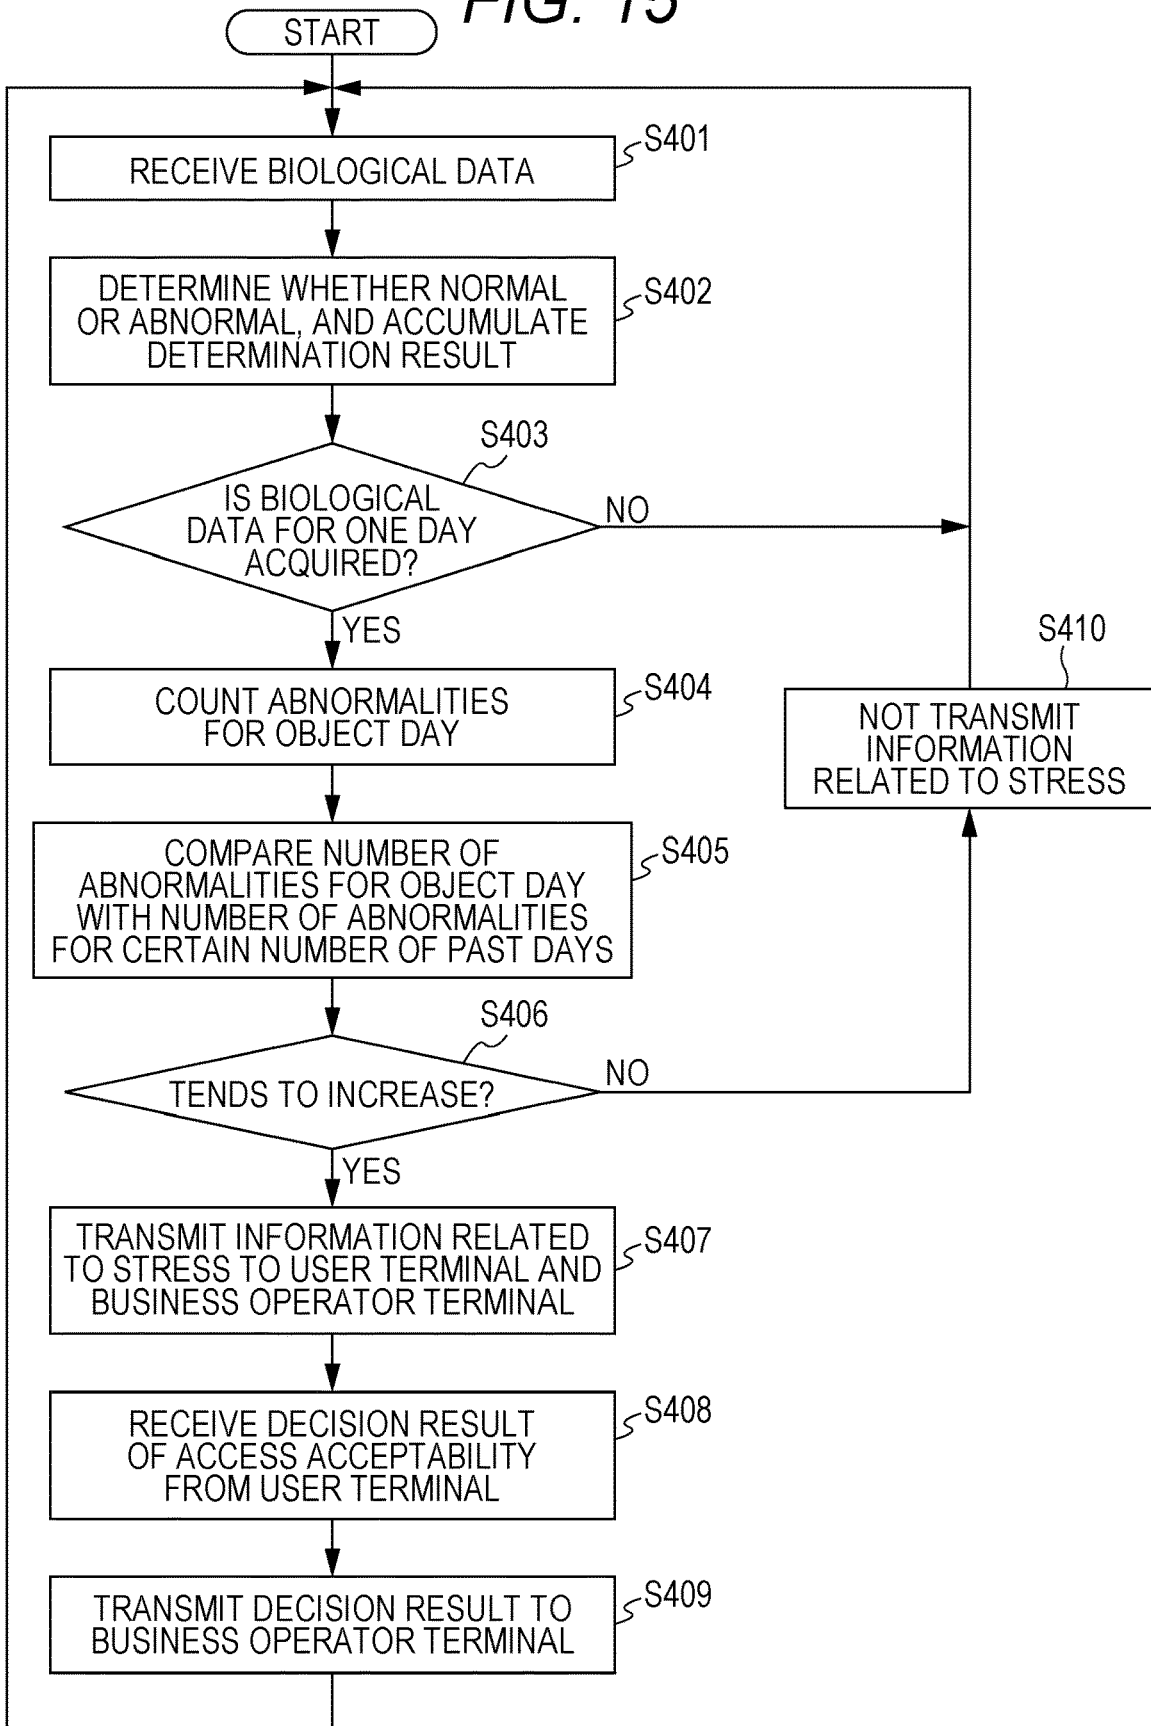 FIG. 15
START
S401
RECEIVE BIOLOGICAL DATA
S402
DETERMINE WHETHER NORMAL
OR ABNORMAL, AND ACCUMULATE
DETERMINATION RESULT
S403
IS BIOLOGICAL
DATA FOR ONE DAY
ACQUIRED?
NO
YES
S404
COUNT ABNORMALITIES
FOR OBJECT DAY
S410
NOT TRANSMIT
INFORMATION
RELATED TO STRESS
S405
COMPARE NUMBER OF
ABNORMALITIES FOR OBJECT DAY
WITH NUMBER OF ABNORMALITIES
FOR CERTAIN NUMBER OF PAST DAYS
S406
TENDS TO INCREASE?
NO
YES
S407
TRANSMIT INFORMATION RELATED
TO STRESS TO USER TERMINAL AND
BUSINESS OPERATOR TERMINAL
S408
RECEIVE DECISION RESULT
OF ACCESS ACCEPTABILITY
FROM USER TERMINAL
S409
TRANSMIT DECISION RESULT TO
BUSINESS OPERATOR TERMINAL